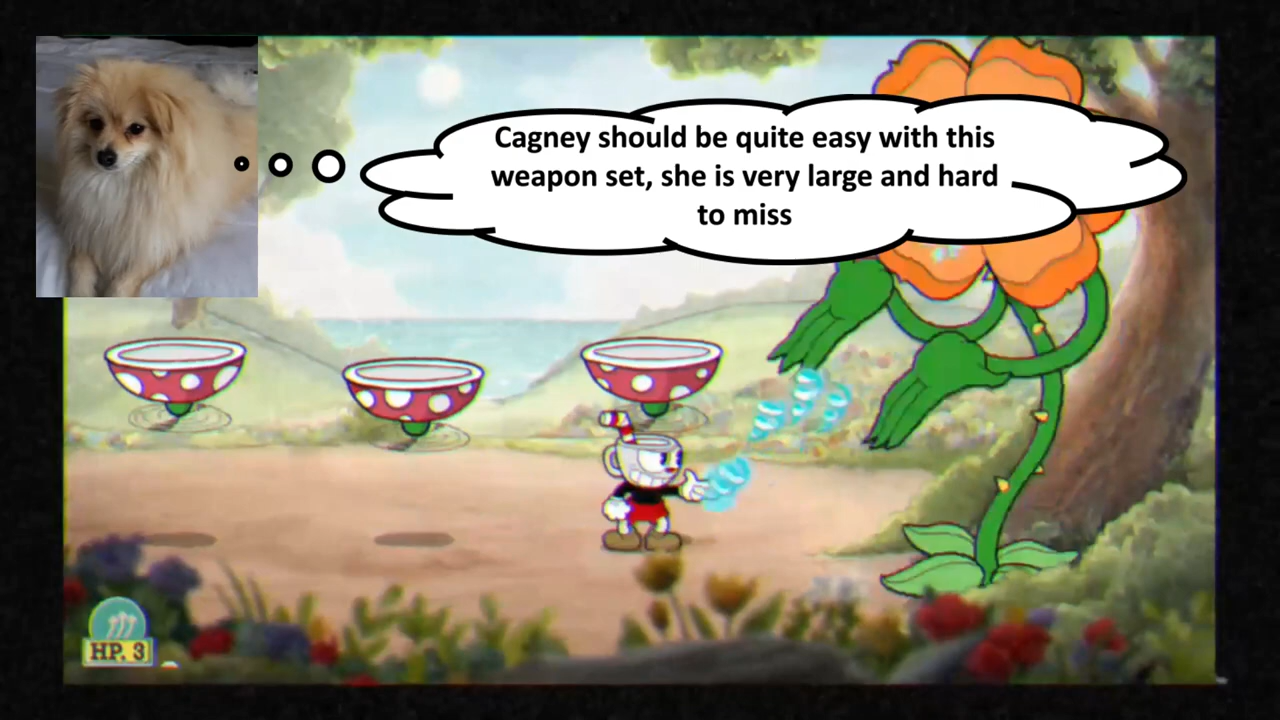 Cagney should be quite easy with this
weapon set, she is very large and hard
to miss
HP. 3